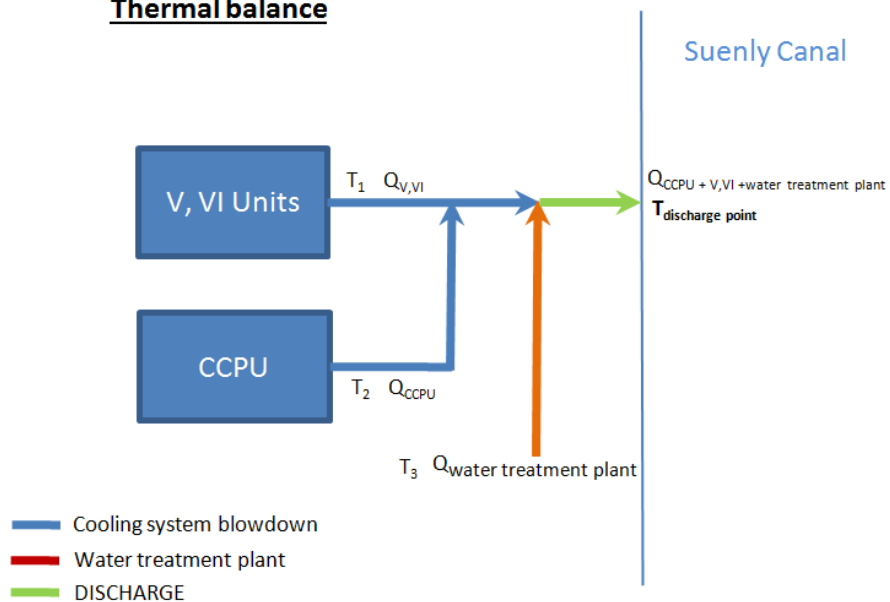 Thermal balance
Suenly Canal
V, VI Units
T1 QV,VI
QCCPU + V,VI +water treatment plant
Tdischarge point
CCPU
T2 QCCPU
T3 Qwater treatment plant
Cooling system blowdown
Water treatment plant
DISCHARGE